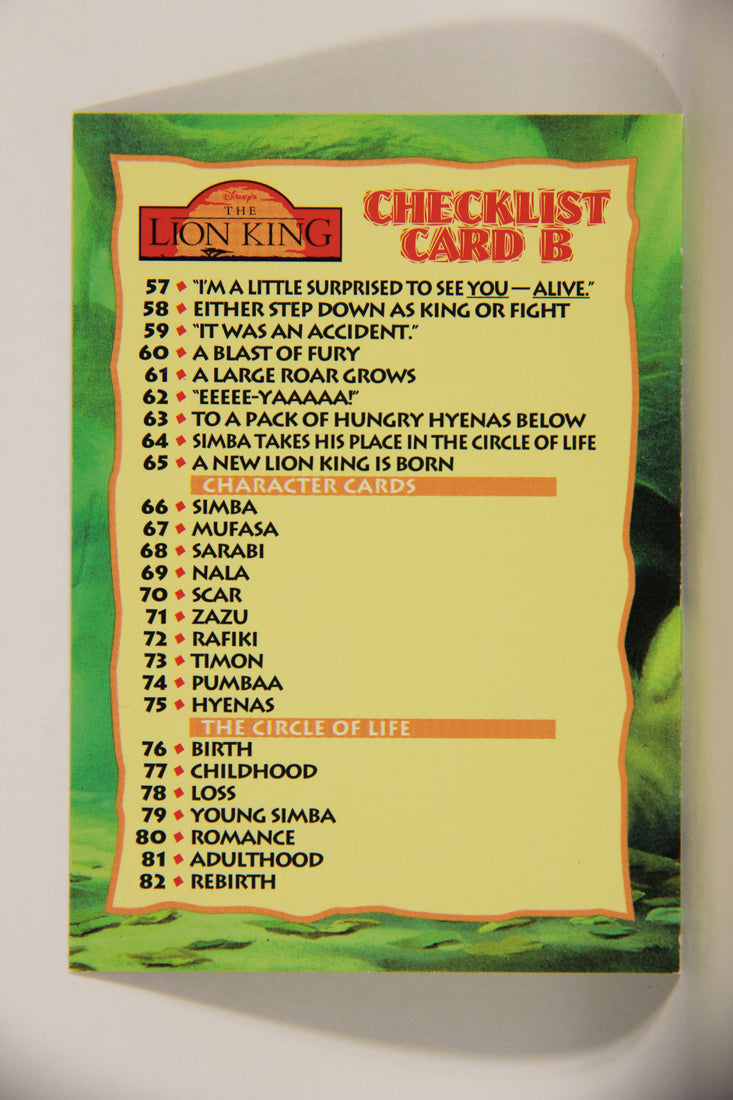 Disney's
THE
LION KING
CHECKLIST
CARD B
57 ♦ "I'M A LITTLE SURPRISED TO SEE YOU — ALIVE."
58 ♦ EITHER STEP DOWN AS KING OR FIGHT
59 ♦ "IT WAS AN ACCIDENT."
60 ♦ A BLAST OF FURY
61 ♦ A LARGE ROAR GROWS
62 ♦ "EEEEE-YAAAAA!"
63 ♦ TO A PACK OF HUNGRY HYENAS BELOW
64 ♦ SIMBA TAKES HIS PLACE IN THE CIRCLE OF LIFE
65 ♦ A NEW LION KING IS BORN
CHARACTER CARDS
66 ♦ SIMBA
67 ♦ MUFASA
68 ♦ SARABI
69 ♦ NALA
70 ♦ SCAR
71 ♦ ZAZU
72 ♦ RAFIKI
73 ♦ TIMON
74 ♦ PUMBAA
75 ♦ HYENAS
THE CIRCLE OF LIFE
76 ♦ BIRTH
77 ♦ CHILDHOOD
78 ♦ LOSS
79 ♦ YOUNG SIMBA
80 ♦ ROMANCE
81 ♦ ADULTHOOD
82 ♦ REBIRTH